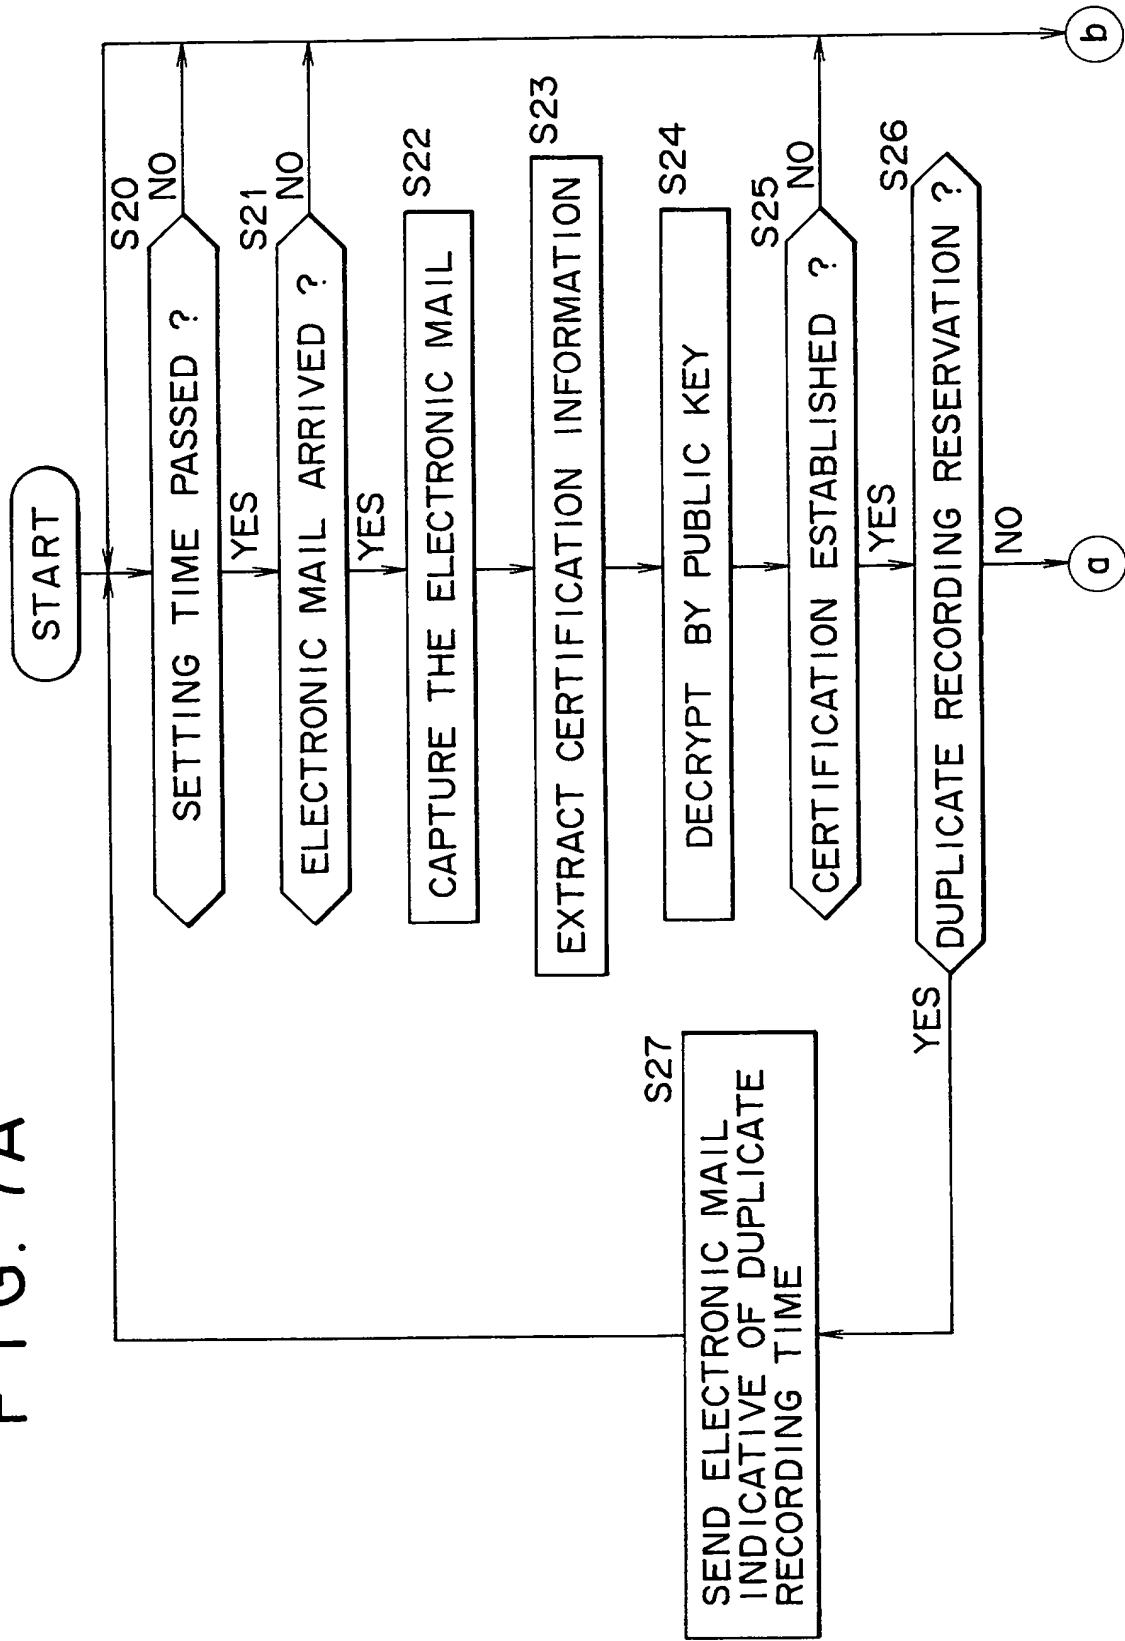 FIG. 7A
START
S20
SETTING TIME PASSED ?
NO
YES
S21
ELECTRONIC MAIL ARRIVED ?
NO
YES
S22
CAPTURE THE ELECTRONIC MAIL
S23
EXTRACT CERTIFICATION INFORMATION
S24
DECRYPT BY PUBLIC KEY
S25
CERTIFICATION ESTABLISHED ?
NO
YES
S26
DUPLICATE RECORDING RESERVATION ?
YES
NO
S27
SEND ELECTRONIC MAIL
INDICATIVE OF DUPLICATE
RECORDING TIME
a
b